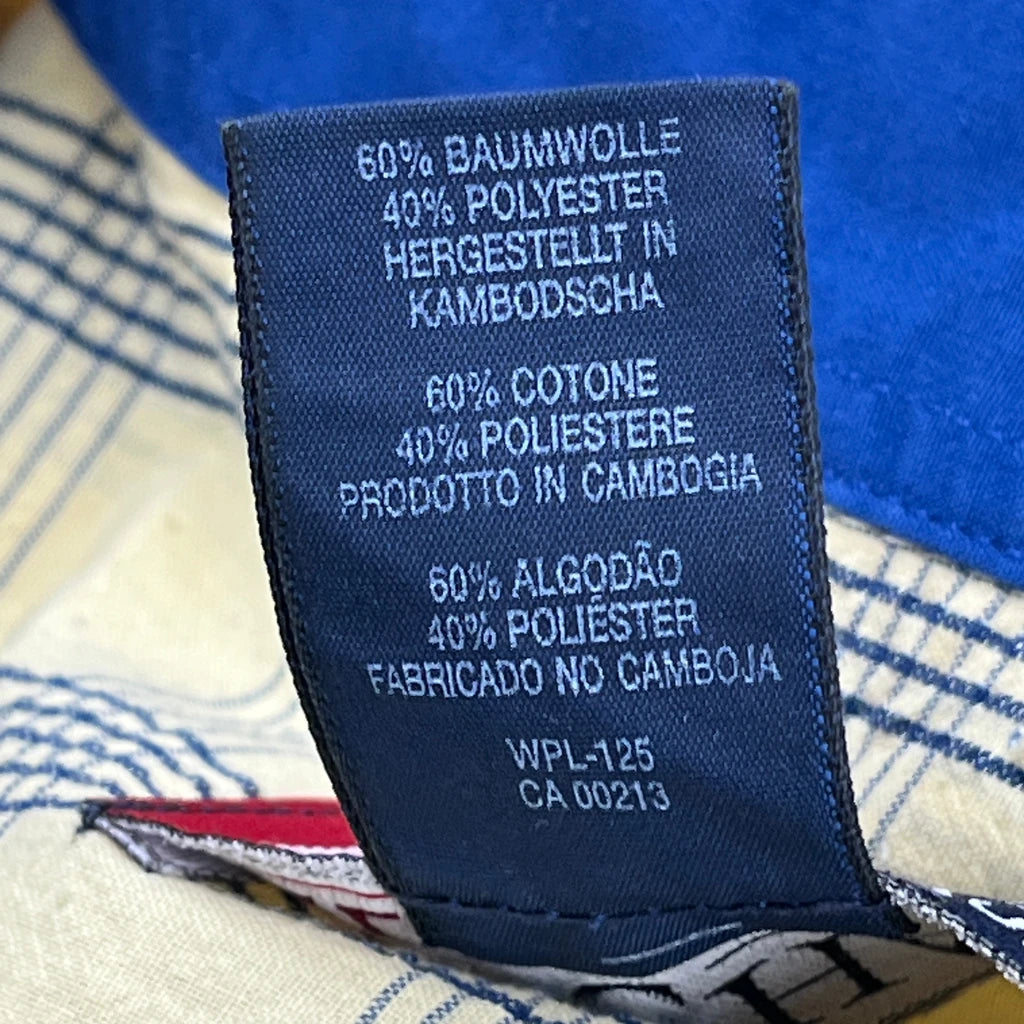 60% BAUMWOLLE
40% POLYESTER
HERGESTELLT IN
KAMBODSCHA
60% COTONE
40% POLIESTERE
PRODOTTO IN CAMBOGIA
60% ALGODÃO
40% POLIÉSTER
FABRICADO NO CAMBOJA
WPL-125
CA 00213